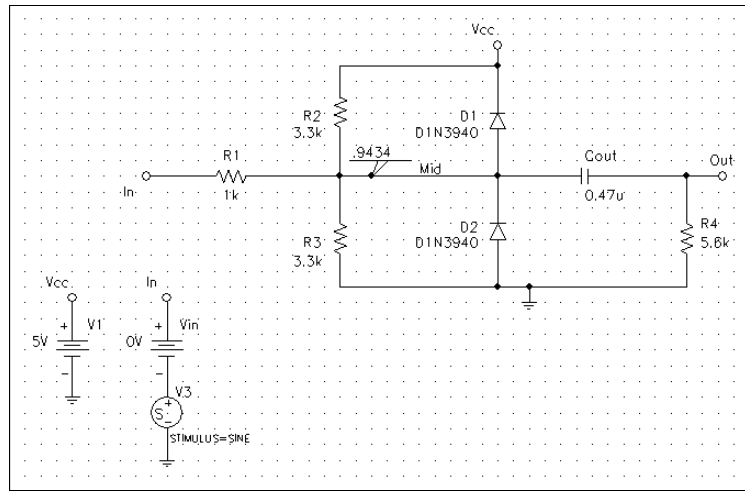 Vcc
R2
3.3k
D1
D1N3940
.9434
R1
Mid
Cout
Out
In
1k
0.47u
R3
3.3k
D2
D1N3940
R4
5.6k
Vcc
In
+
V1
+
Vin
5V
0V
-
-
V3
+
S
-
STIMULUS=SINE